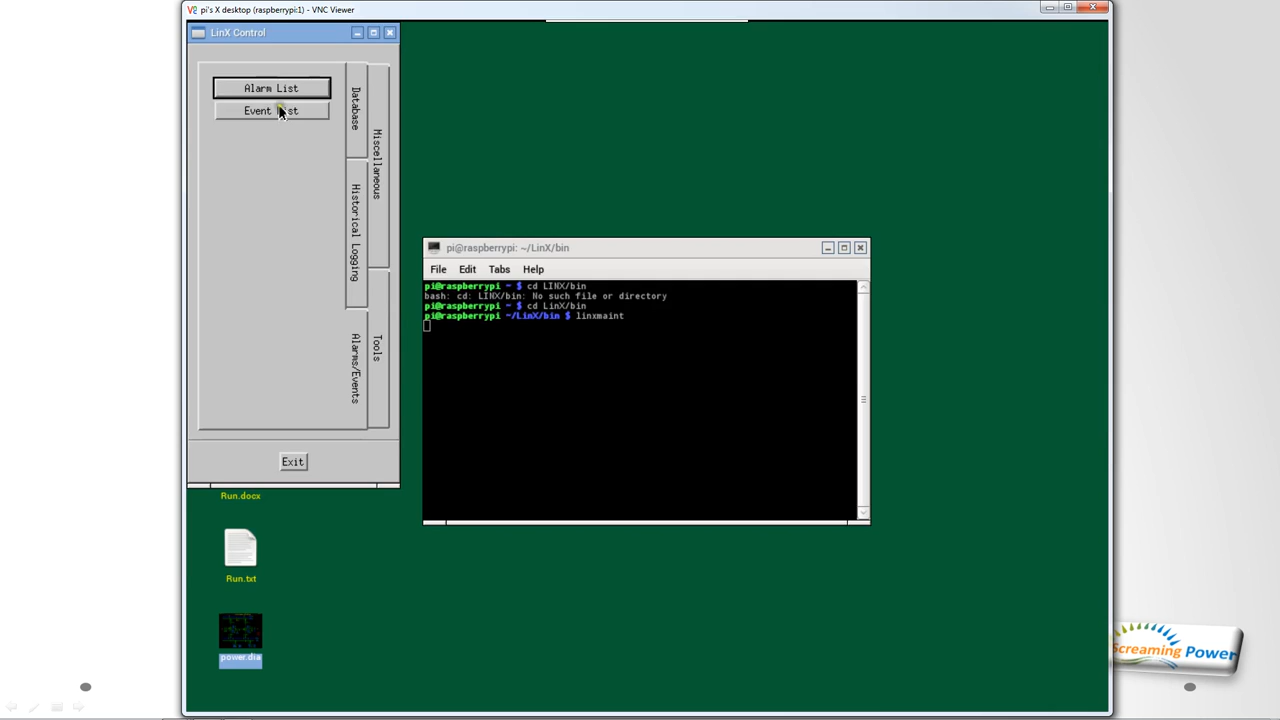 pi's X desktop (raspberrypi:1) - VNC Viewer
LinX Control
Alarm List
Event List
Database
Miscellaneous
Historical Logging
Alarms/Events
Tools
Exit
pi@raspberrypi: ~/LinX/bin
File Edit Tabs Help
pi@raspberrypi ~ $ cd LINX/bin
bash: cd: LINX/bin: No such file or directory
pi@raspberrypi ~ $ cd LinX/bin
pi@raspberrypi ~/LinX/bin $ linxmaint
Run.docx
Run.txt
power.dia
Screaming Power